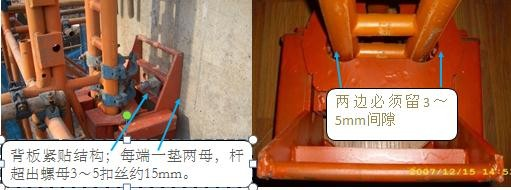 背板紧贴结构；每端一垫两母，杆
超出螺母3～5扣丝约15mm。
两边必须留3～
5mm间隙
2007/12/15 14:5